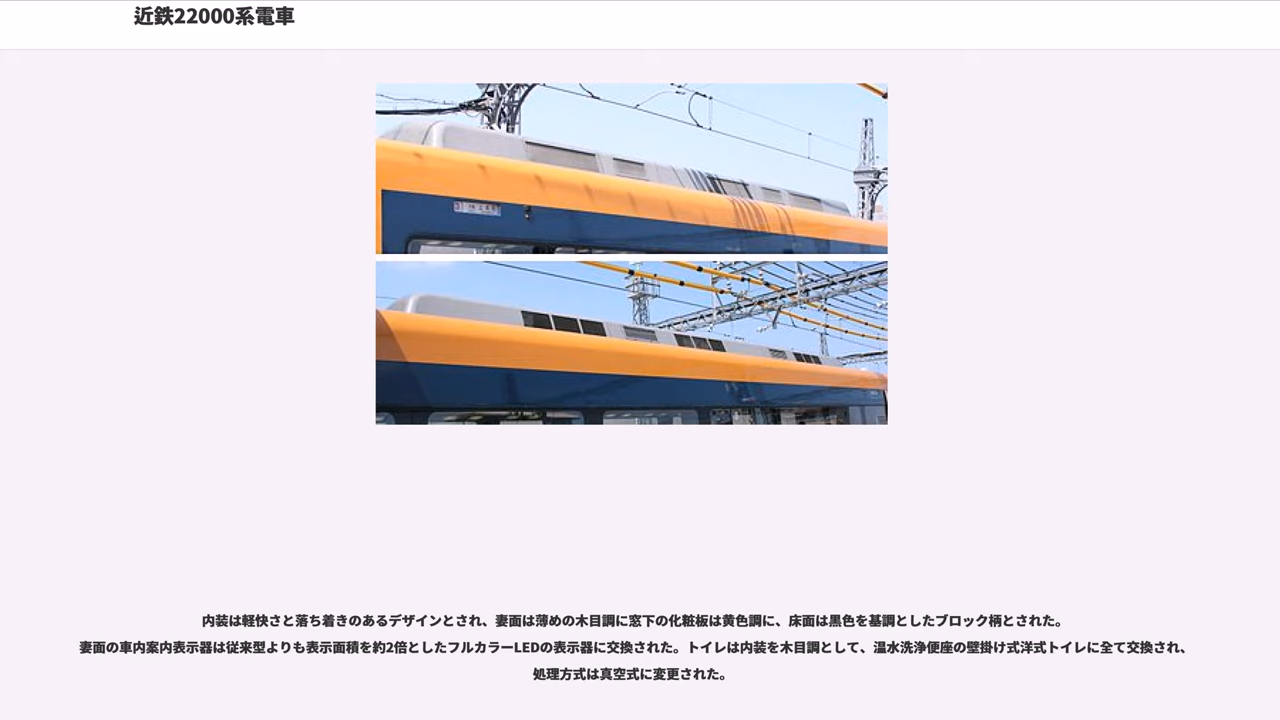 近鉄22000系電車
内装は軽快さと落ち着きのあるデザインとされ、妻面は薄めの木目調に窓下の化粧板は黄色調に、床面は黒色を基調としたブロック柄とされた。
妻面の車内案内表示器は従来型よりも表示面積を約2倍としたフルカラーLEDの表示器に交換された。トイレは内装を木目調として、温水洗浄便座の壁掛け式洋式トイレに全て交換され、
処理方式は真空式に変更された。